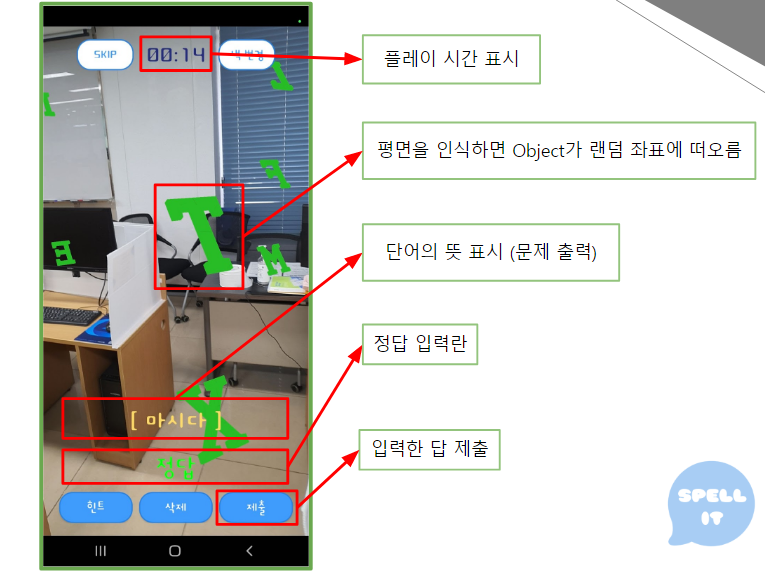 SKIP
00:14
색 변경
플레이 시간 표시
평면을 인식하면 Object가 랜덤 좌표에 떠오름
T
E
M
단어의 뜻 표시 (문제 출력)
정답 입력란
X
[ 마시다 ]
정답
입력한 답 제출
힌트
삭제
제출
SPELL
IT